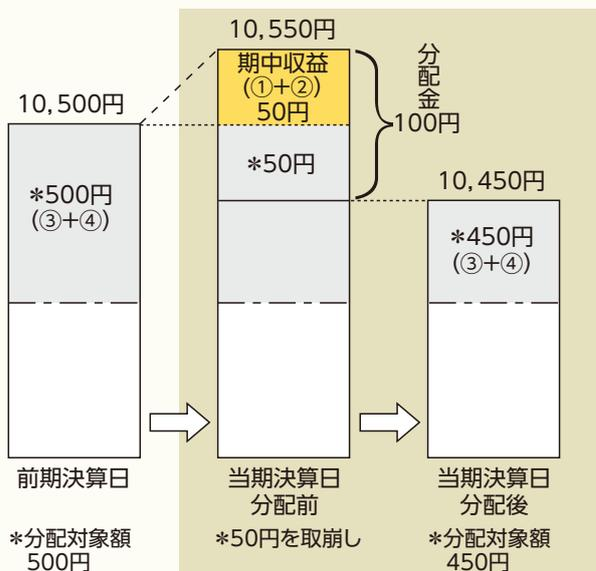 10,550円
期中収益
(①+②)
50円
分配金
100円
10,500円
*500円
(③+④)
*50円
10,450円
*450円
(③+④)
前期決算日
当期決算日
分配前
当期決算日
分配後
*分配対象額
500円
*50円を取崩し
*分配対象額
450円